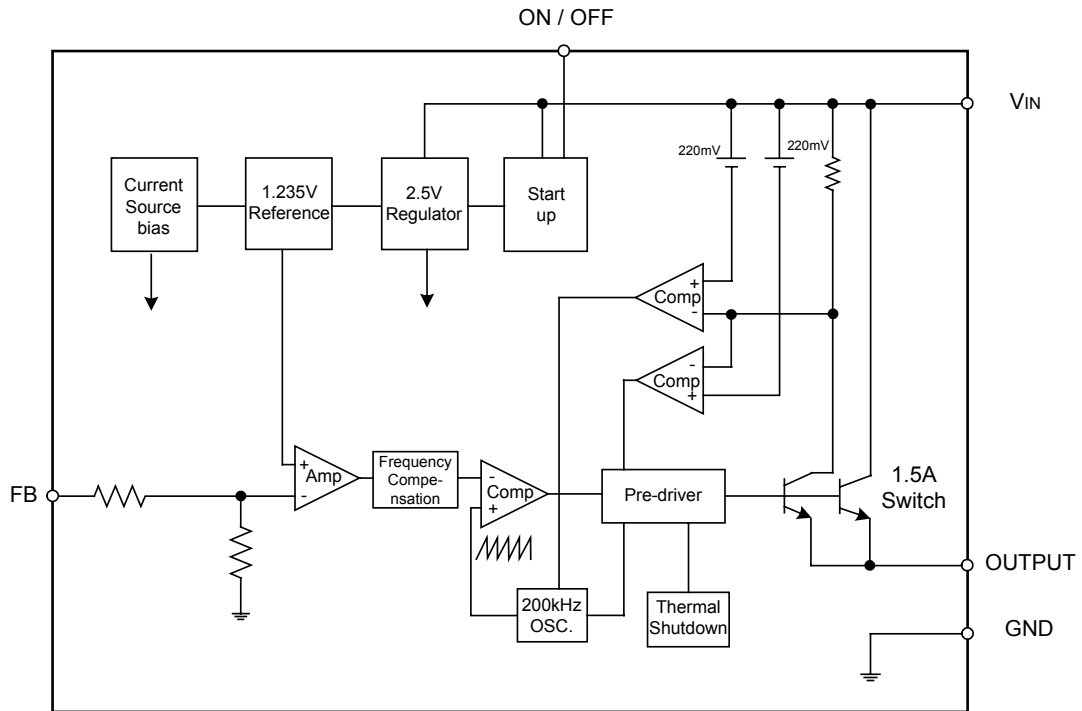 ON / OFF
VIN
220mV
220mV
Current
Source
bias
1.235V
Reference
2.5V
Regulator
Start
up
+
Comp
-
-
Comp
+
+
Amp
-
Frequency
Compe-
nsation
-
Comp
+
Pre-driver
1.5A
Switch
FB
OUTPUT
200kHz
OSC.
Thermal
Shutdown
GND